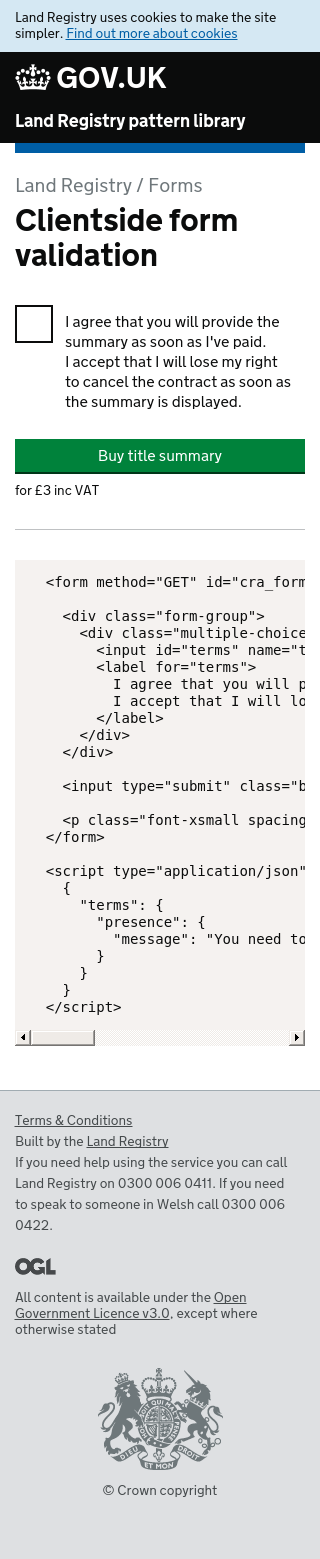 Land Registry uses cookies to make the site
simpler. Find out more about cookies
GOV.UK
Land Registry pattern library
Land Registry / Forms
Clientside form
validation
I agree that you will provide the
summary as soon as I've paid.
I accept that I will lose my right
to cancel the contract as soon as
the summary is displayed.
Buy title summary
for £3 inc VAT
<form method="GET" id="cra_form
<div class="form-group">
<div class="multiple-choice
<input id="terms" name="t
<label for="terms">
I agree that you will p
I accept that I will lo
</label>
</div>
</div>
<input type="submit" class="b
<p class="font-xsmall spacing
</form>
<script type="application/json"
{
"terms": {
"presence": {
"message": "You need to
}
}
}
</script>
Terms & Conditions
Built by the Land Registry
If you need help using the service you can call
Land Registry on 0300 006 0411. If you need
to speak to someone in Welsh call 0300 006
0422.
OGL
All content is available under the Open
Government Licence v3.0, except where
otherwise stated
DIEU ET MON DROIT
© Crown copyright